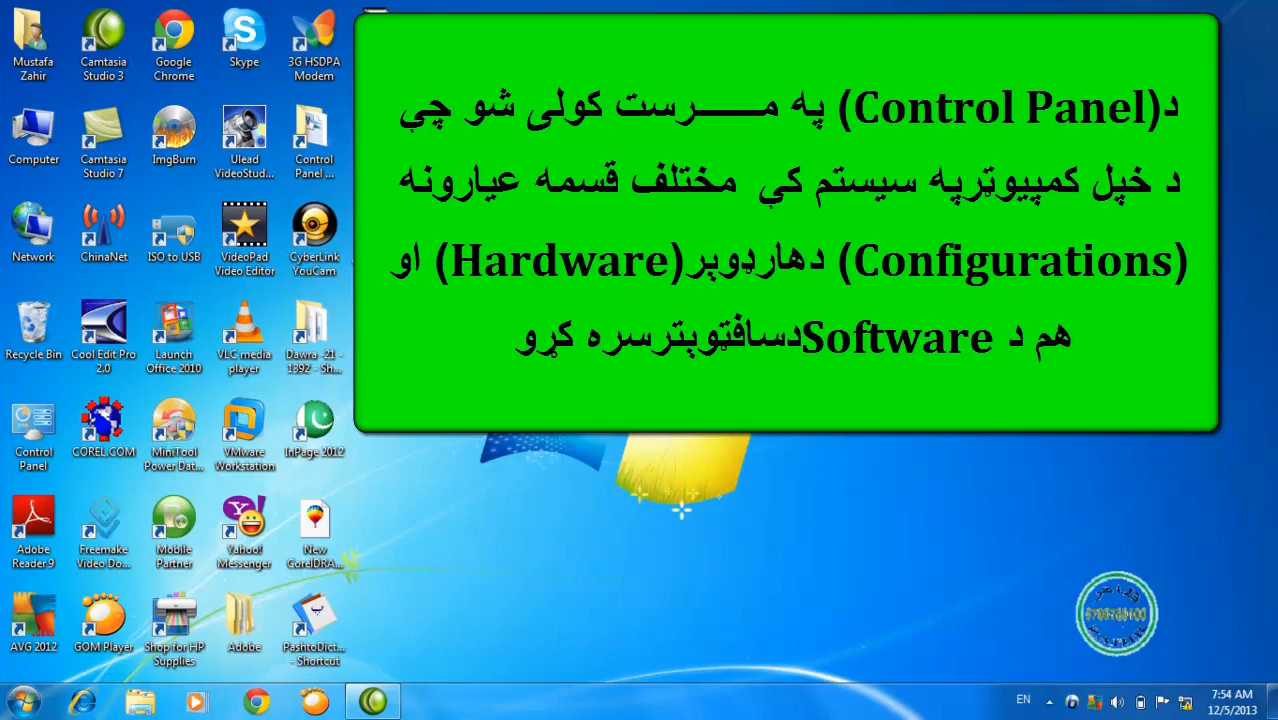 د(Control Panel) په مـــــرست کولی شو چې
د خپل کمپیوټرپه سیستم کې مختلف قسمه عیارونه
(Configurations) دهارډوېر(Hardware) او
هم د Softwareدسافټوېترسره کړو
Mustafa Zahir
Camtasia Studio 3
Google Chrome
Skype
3G HSDPA Modem
Computer
Camtasia Studio 7
ImgBurn
Ulead VideoStud...
Control Panel ...
Network
ChinaNet
ISO to USB
VideoPad Video Editor
CyberLink YouCam
Recycle Bin
Cool Edit Pro 2.0
Launch Office 2010
VLC media player
Dawra -21 - 1392 - Sh...
Control Panel
COREL.COM
MiniTool Power Dat...
VMware Workstation
InPage 2012
Adobe Reader 9
Freemake Video Do...
Mobile Partner
Yahoo! Messenger
New CorelDRA...
AVG 2012
GOM Player
Shop for HP Supplies
Adobe
PashtoDict... - Shortcut
EN
7:54 AM
12/5/2013